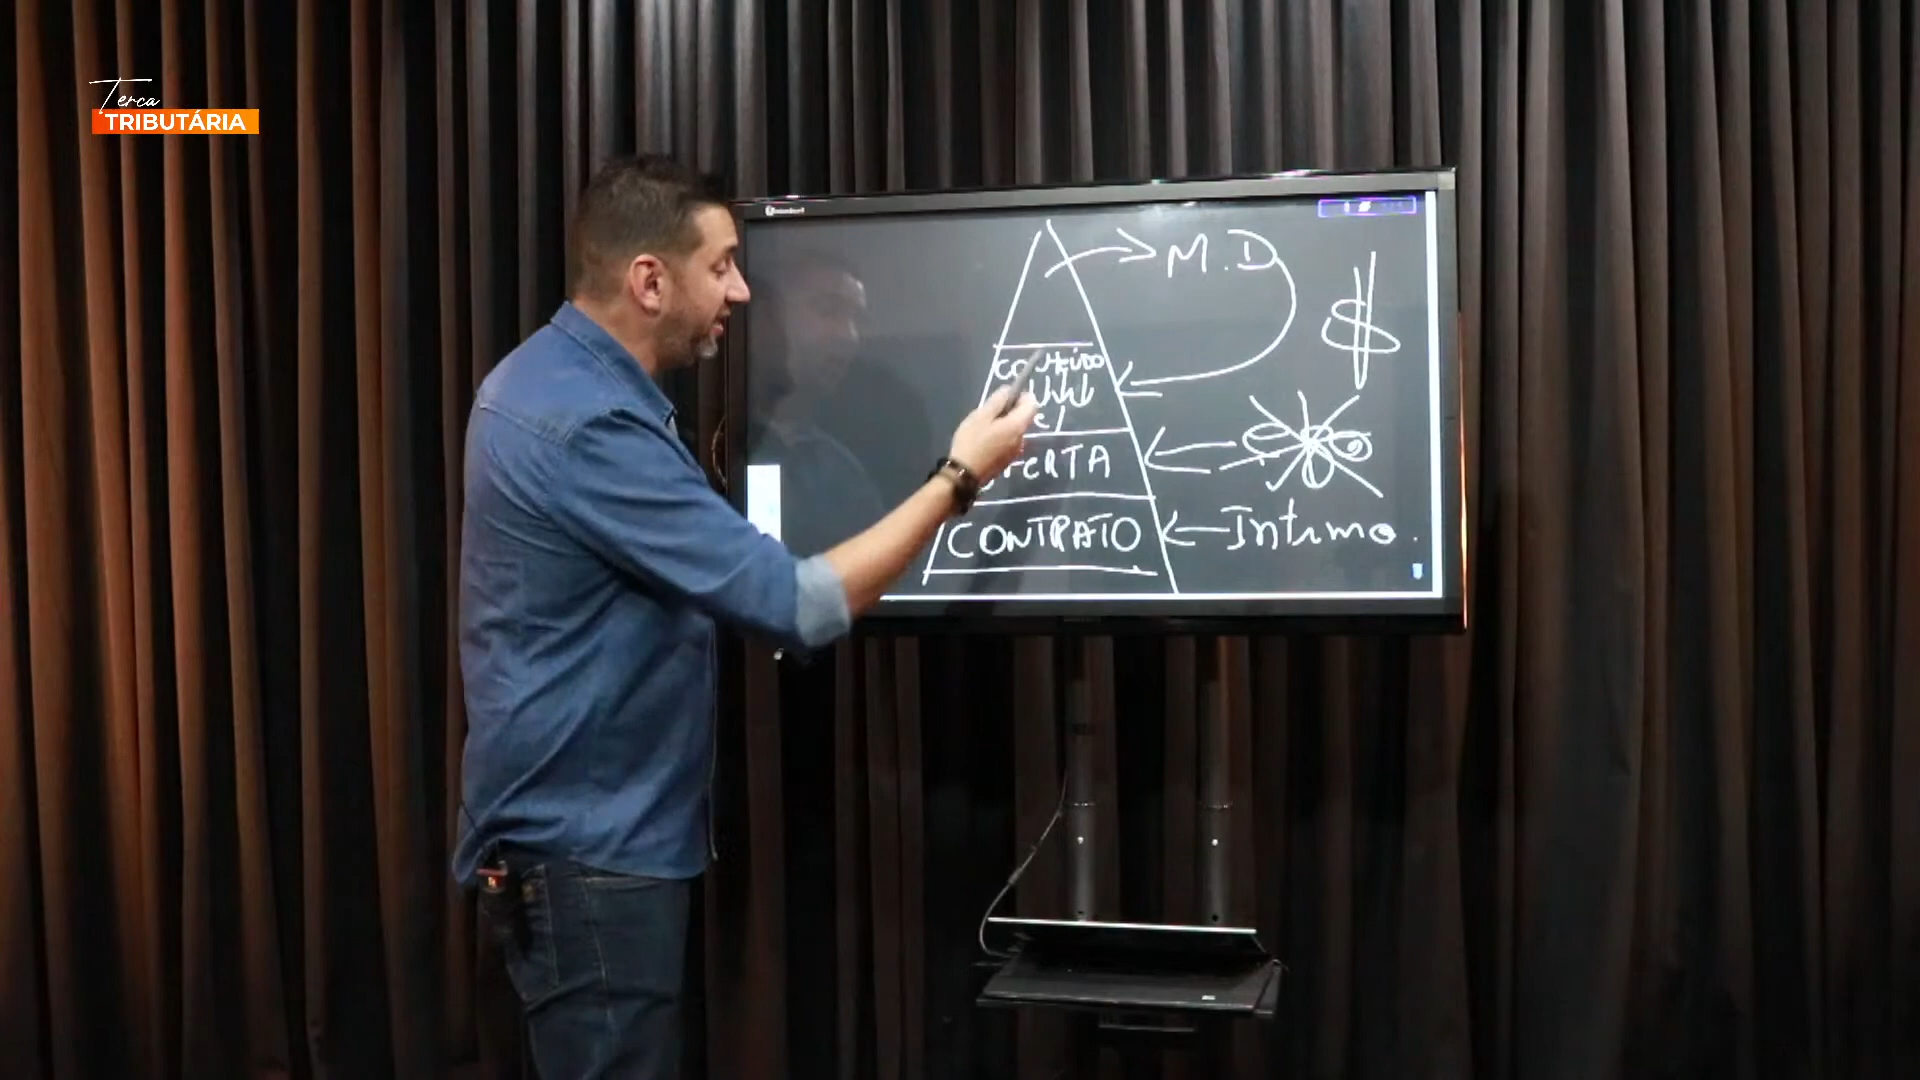 Terça
TRIBUTÁRIA
M.D
$
CONTEÚDO
OFERTA
CONTRATO
Intimo.